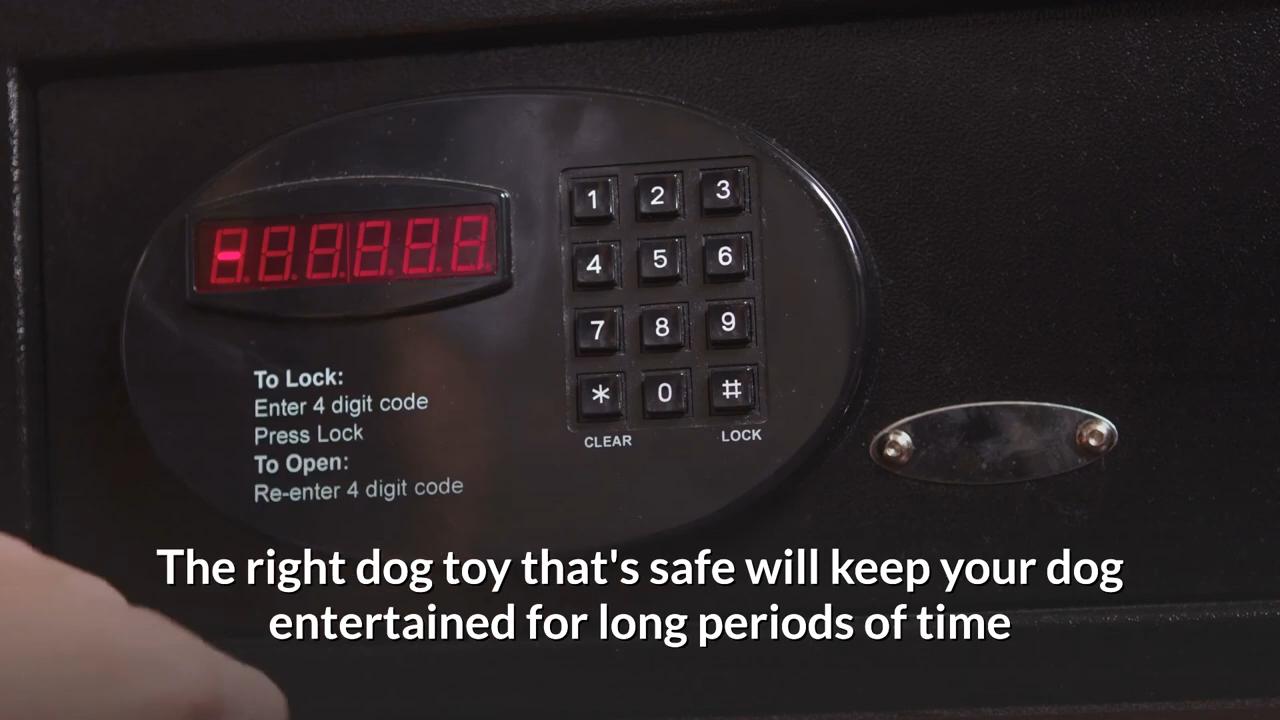 1 2 3
4 5 6
7 8 9
* 0 #
CLEAR LOCK
To Lock:
Enter 4 digit code
Press Lock
To Open:
Re-enter 4 digit code
The right dog toy that's safe will keep your dog
entertained for long periods of time